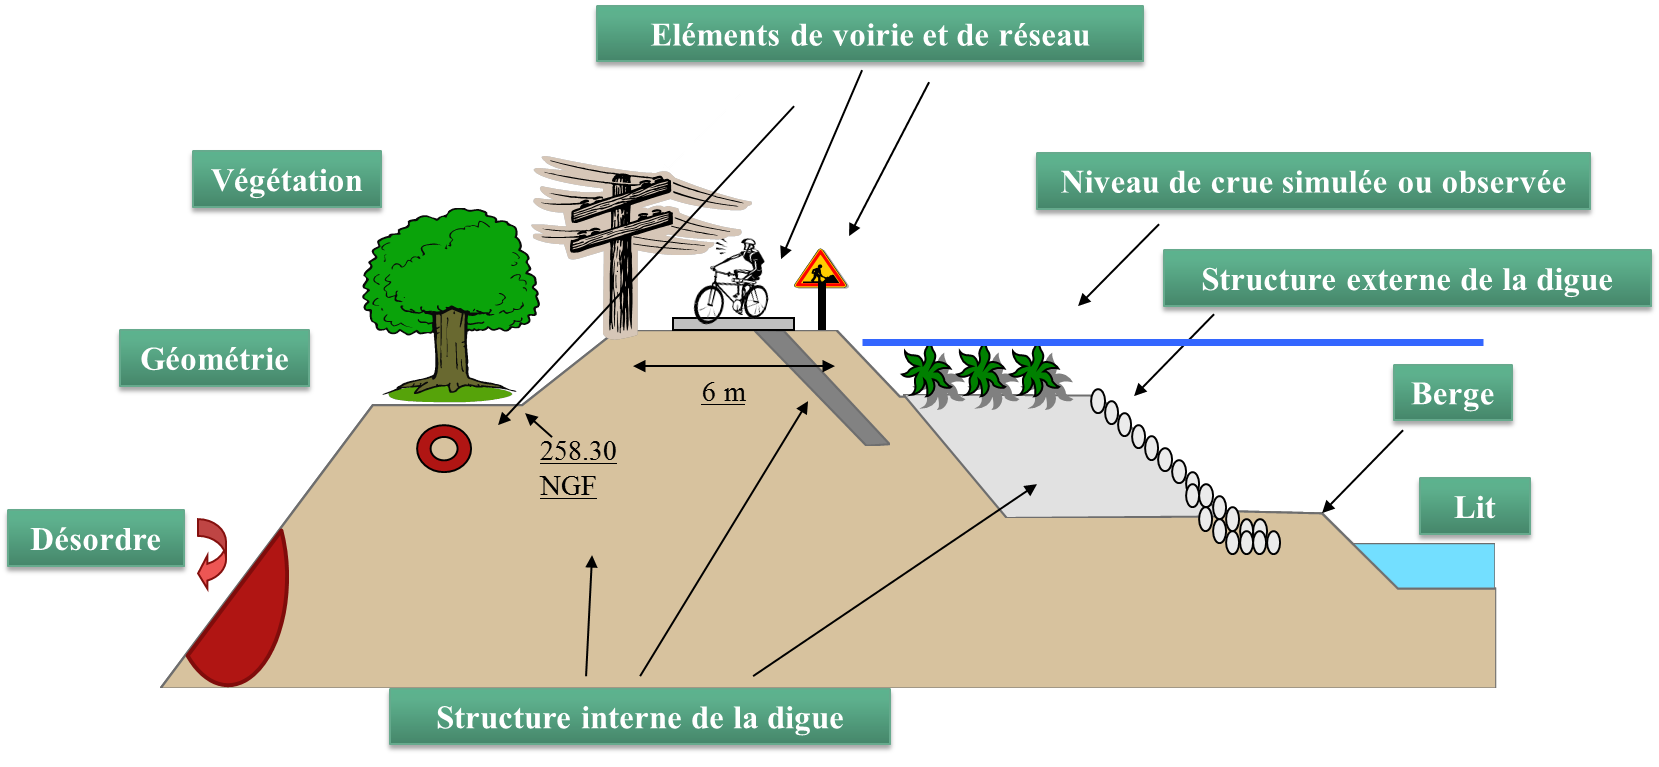 Eléments de voirie et de réseau
Végétation
Niveau de crue simulée ou observée
Structure externe de la digue
Géométrie
6 m
Berge
258.30
NGF
Lit
Désordre
Structure interne de la digue